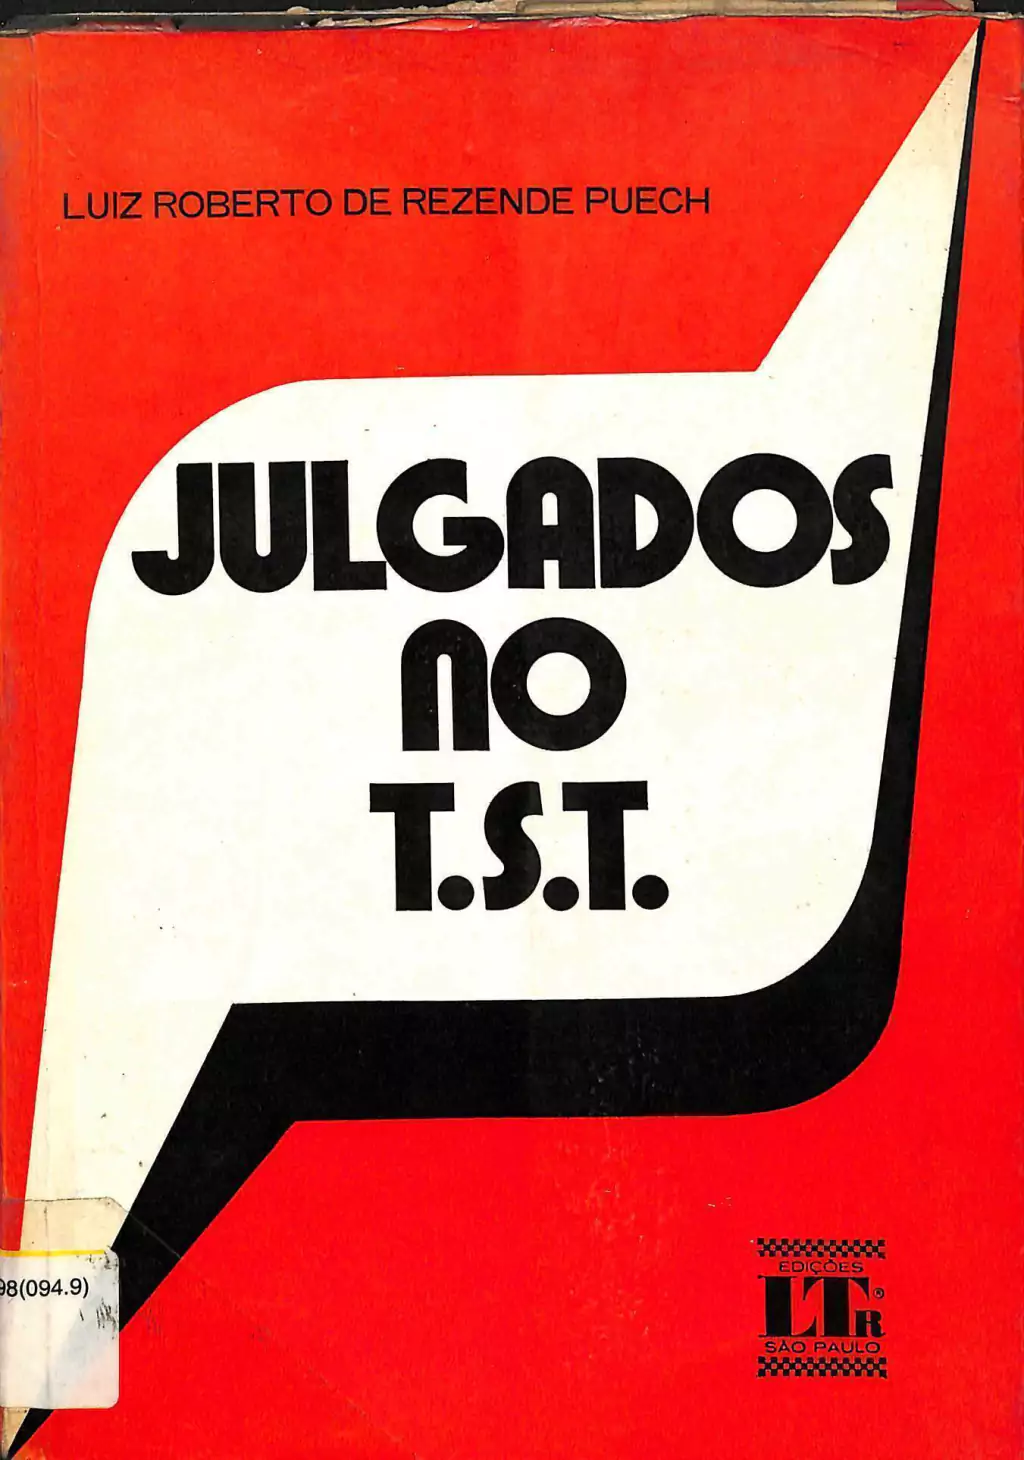 LUIZ ROBERTO DE REZENDE PUECH
JULGADOS
NO
T.S.T.
98(094.9)
EDIÇÕES
LTR®
SÃO PAULO